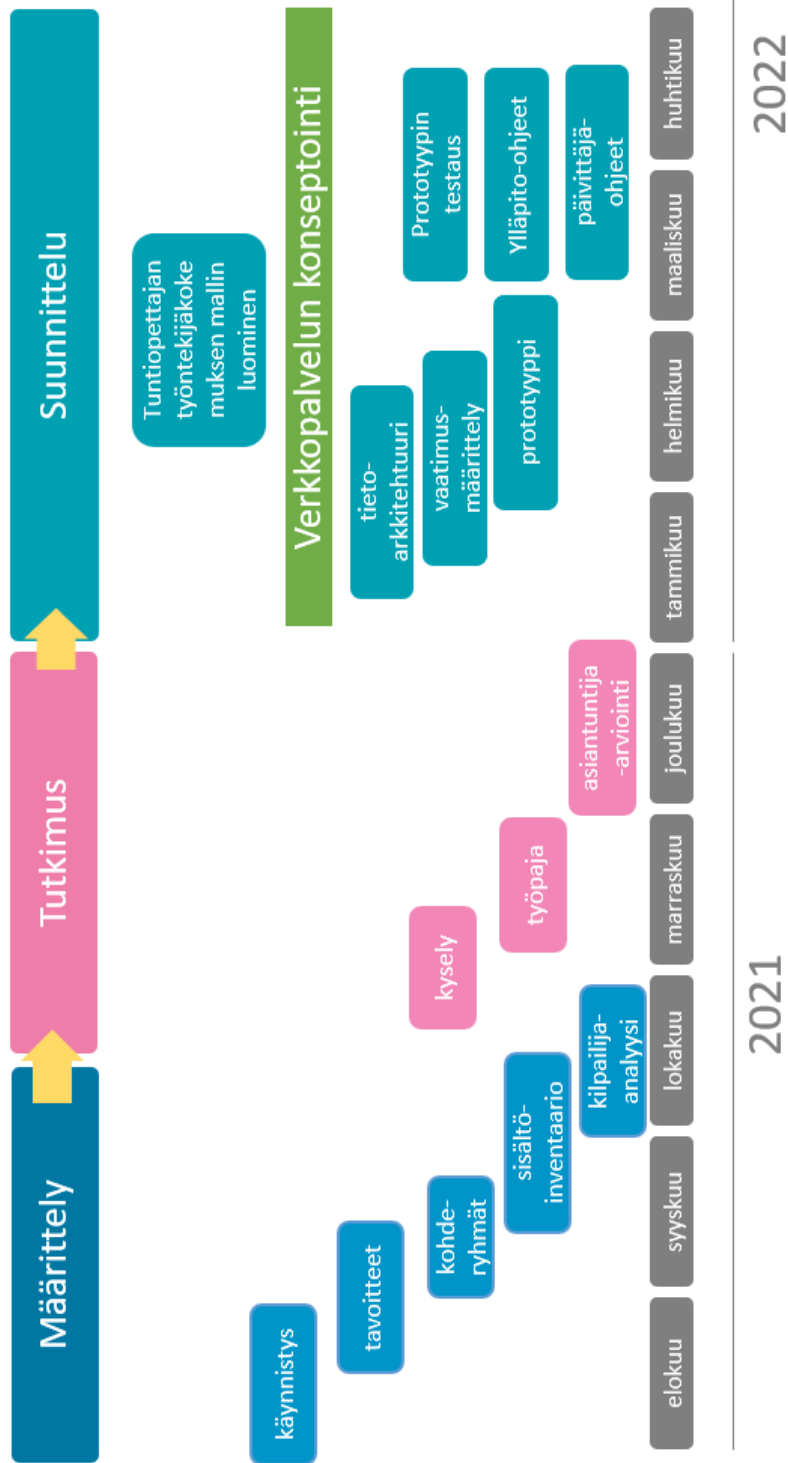 Määrittely
Tutkimus
Suunnittelu
käynnistys
tavoitteet
kohde-
ryhmät
sisältö-
inventaario
kilpailija-
analyysi
kysely
työpaja
asiantuntija
-arviointi
Tuntiopettajan
työntekijäkoke
muksen mallin
luominen
Verkkopalvelun konseptointi
tieto-
arkkitehtuuri
vaatimus-
määrittely
prototyyppi
Prototyypin
testaus
Ylläpito-ohjeet
päivittäjä-
ohjeet
elokuu
syyskuu
lokakuu
marraskuu
joulukuu
tammikuu
helmikuu
maaliskuu
huhtikuu
2021
2022